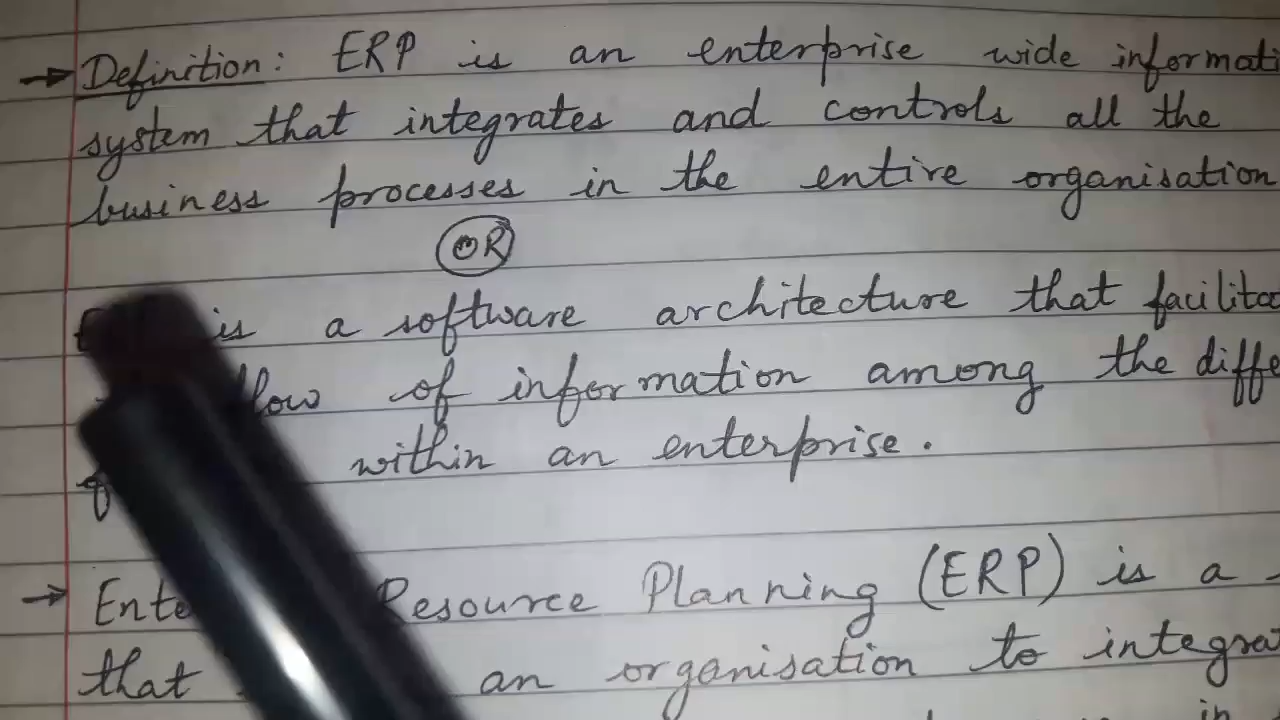 → Definition: ERP is an enterprise wide informati
system that integrates and controls all the
business processes in the entire organisation
OR
is a software architecture that facilita
flow of information among the diffe
within an enterprise.
→ Resource Planning (ERP) is a
that an organisation to integra
in